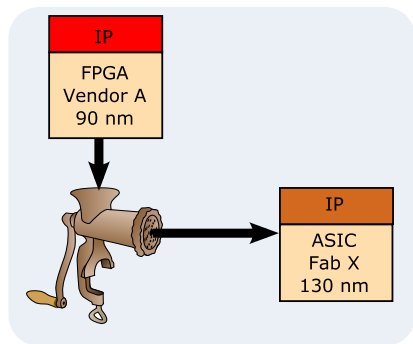 IP
FPGA
Vendor A
90 nm
IP
ASIC
Fab X
130 nm